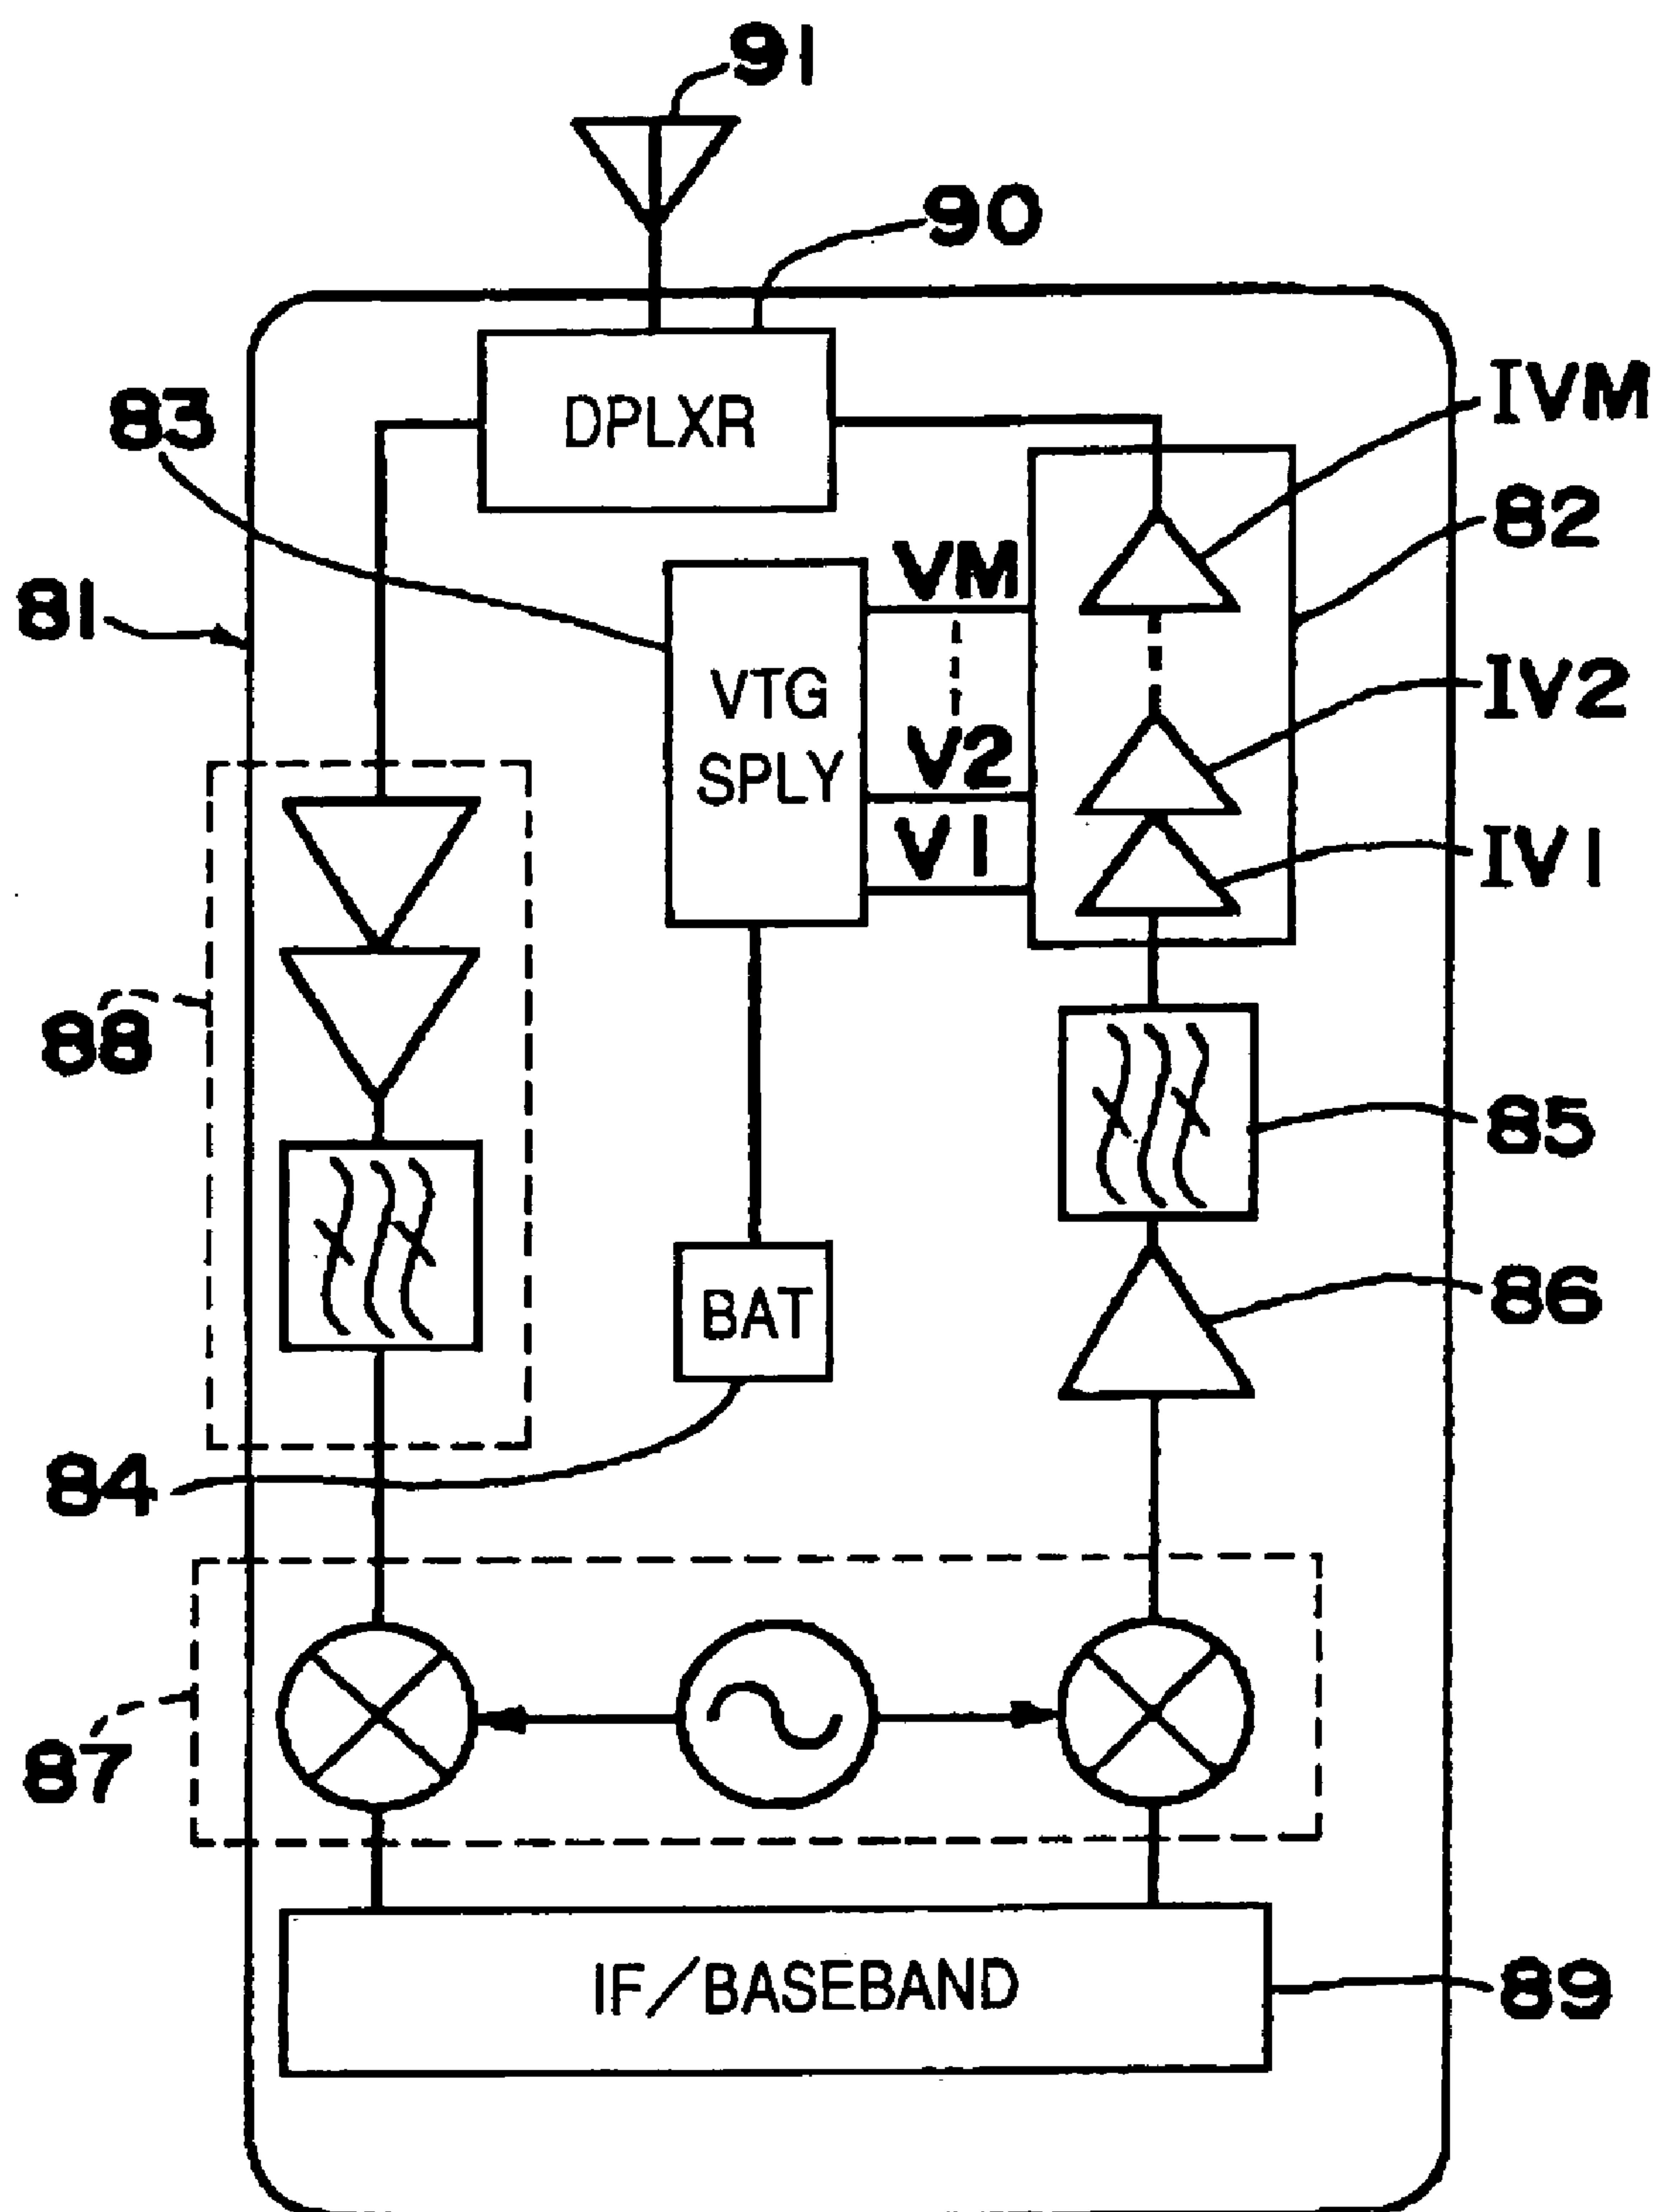 91
90
DPLXR
IVM
83
82
VM
81
VTG
SPLY
IV2
V2
V1
IV1
88
85
86
BAT
84
87
IF/BASEBAND
89